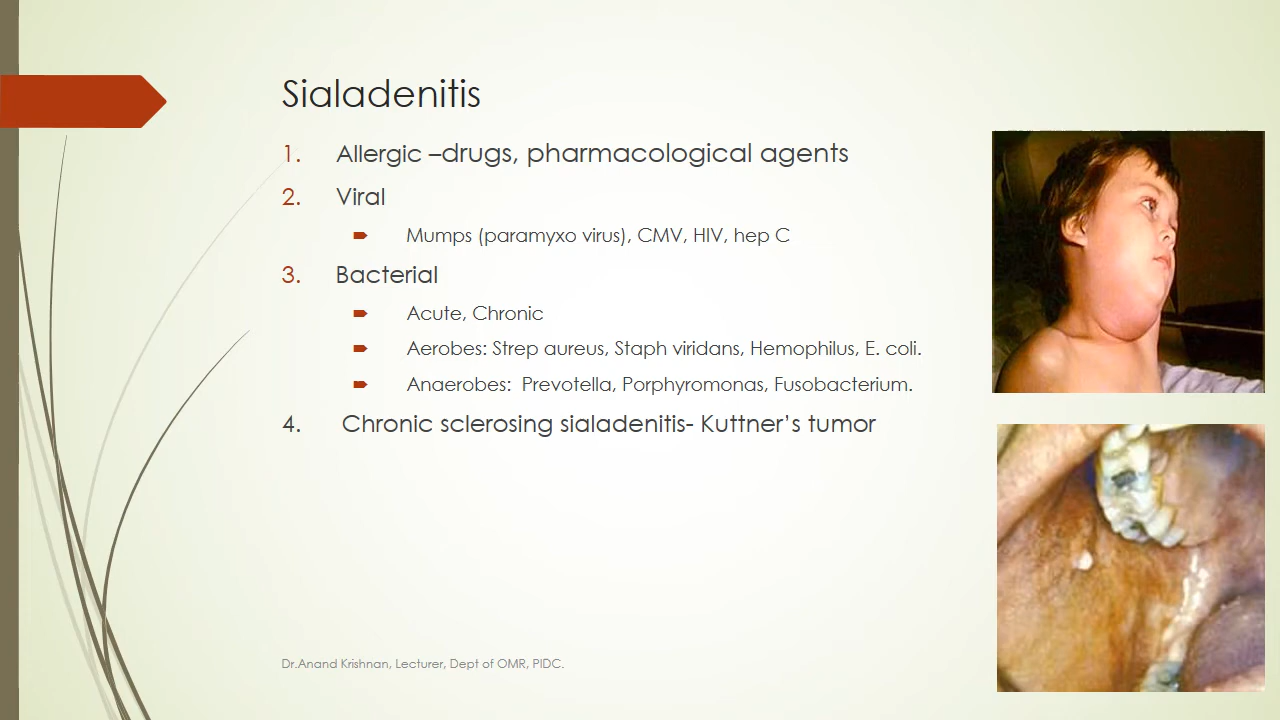 Sialadenitis
1. Allergic –drugs, pharmacological agents
2. Viral
Mumps (paramyxo virus), CMV, HIV, hep C
3. Bacterial
Acute, Chronic
Aerobes: Strep aureus, Staph viridans, Hemophilus, E. coli.
Anaerobes: Prevotella, Porphyromonas, Fusobacterium.
4. Chronic sclerosing sialadenitis- Kuttner’s tumor
Dr.Anand Krishnan, Lecturer, Dept of OMR, PIDC.